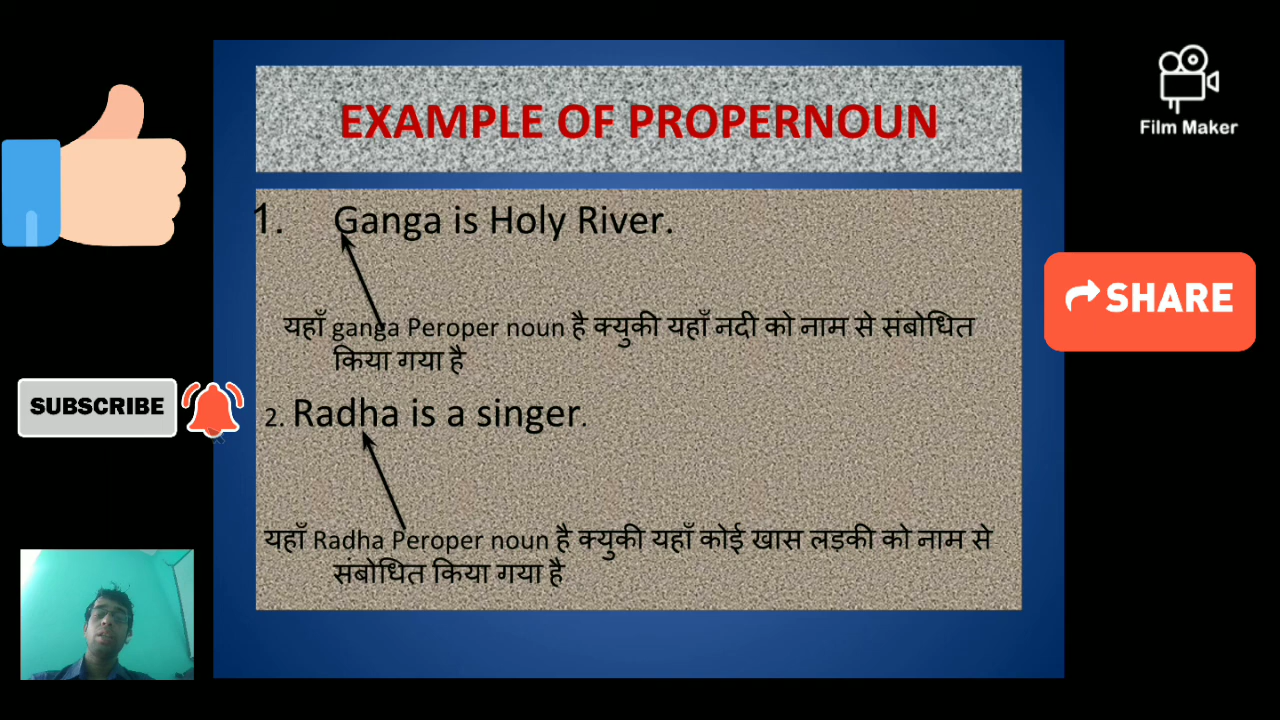 EXAMPLE OF PROPERNOUN
Film Maker
1. Ganga is Holy River.
SHARE
यहाँ ganga Peroper noun है क्युकी यहाँ नदी को नाम से संबोधित
किया गया है
SUBSCRIBE
2. Radha is a singer.
यहाँ Radha Peroper noun है क्युकी यहाँ कोई खास लड़की को नाम से
संबोधित किया गया है